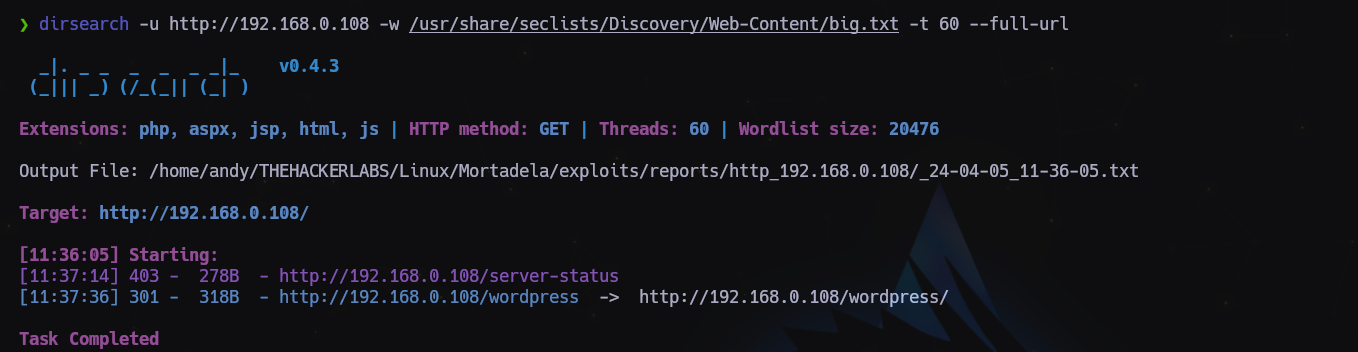 ❯ dirsearch -u http://192.168.0.108 -w /usr/share/seclists/Discovery/Web-Content/big.txt -t 60 --full-url
  _|. _ _  _  _  _ _|_    v0.4.3
 (_||| _) (/_(_|| (_| )
Extensions: php, aspx, jsp, html, js | HTTP method: GET | Threads: 60 | Wordlist size: 20476
Output File: /home/andy/THEHACKERLABS/Linux/Mortadela/exploits/reports/http_192.168.0.108/_24-04-05_11-36-05.txt
Target: http://192.168.0.108/
[11:36:05] Starting:
[11:37:14] 403 -  278B  - http://192.168.0.108/server-status
[11:37:36] 301 -  318B  - http://192.168.0.108/wordpress  ->  http://192.168.0.108/wordpress/
Task Completed